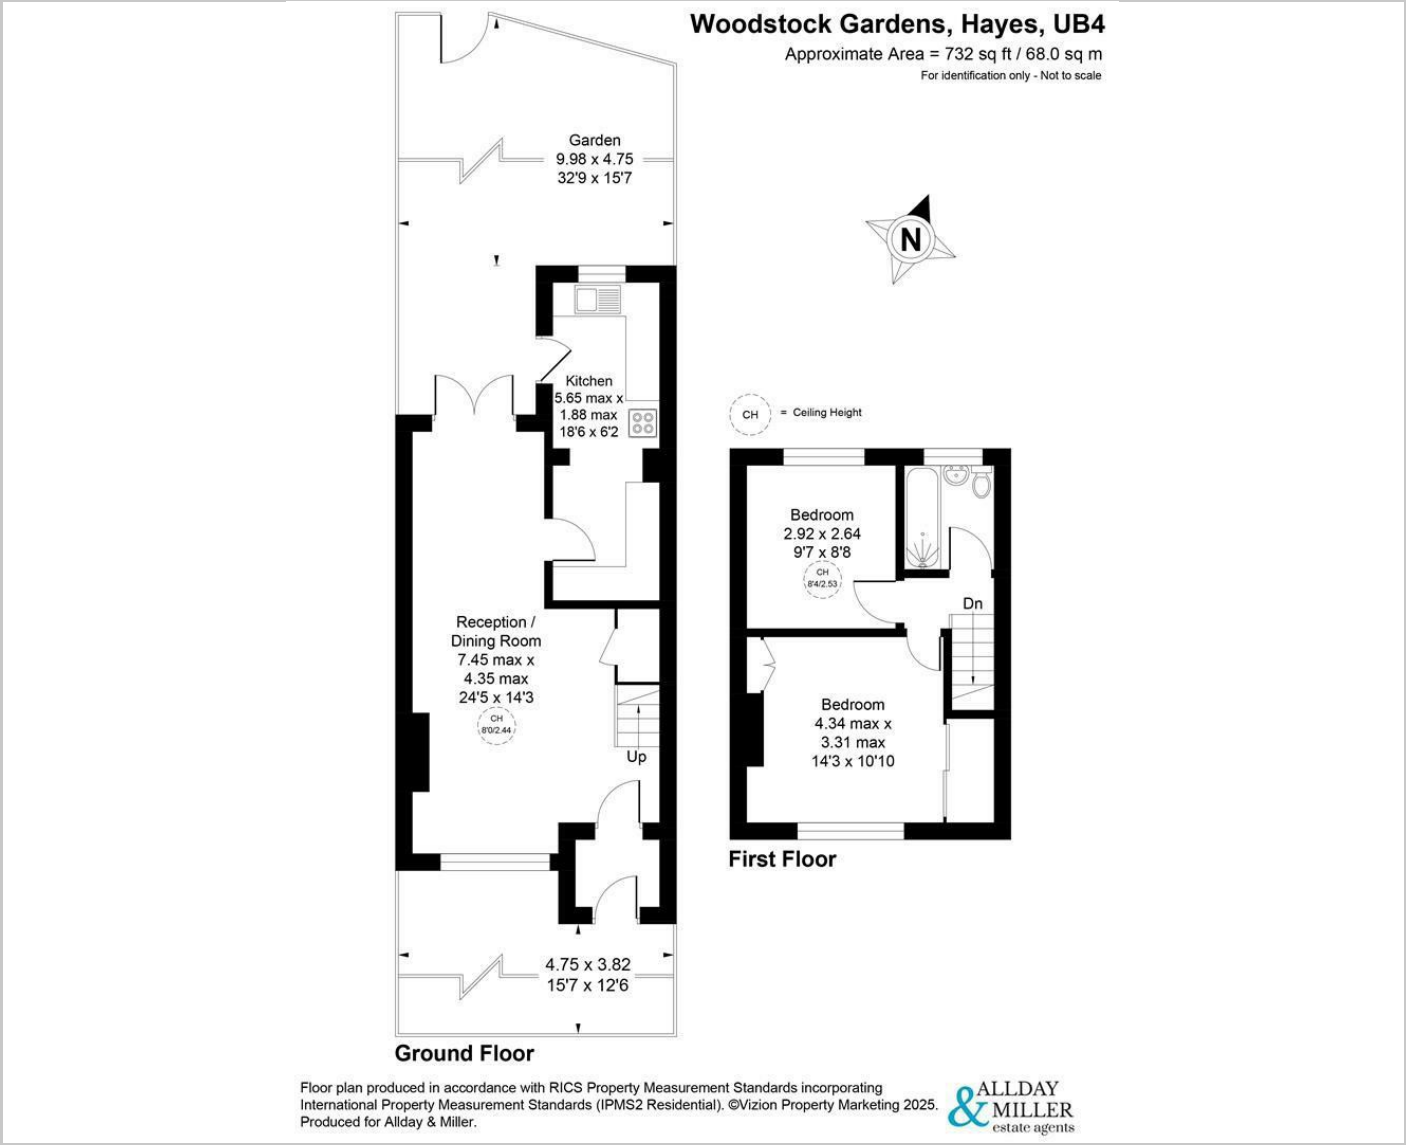 Woodstock Gardens, Hayes, UB4
Approximate Area = 732 sq ft / 68.0 sq m
For identification only - Not to scale
Garden
9.98 x 4.75
32'9 x 15'7
N
Kitchen
5.65 max x
1.88 max
18'6 x 6'2
CH = Ceiling Height
Reception /
Dining Room
7.45 max x
4.35 max
24'5 x 14'3
CH
8'0/2.44
Up
4.75 x 3.82
15'7 x 12'6
Ground Floor
Bedroom
2.92 x 2.64
9'7 x 8'8
CH
8'4/2.53
Dn
Bedroom
4.34 max x
3.31 max
14'3 x 10'10
First Floor
Floor plan produced in accordance with RICS Property Measurement Standards incorporating
International Property Measurement Standards (IPMS2 Residential). ©Vizion Property Marketing 2025.
Produced for Allday & Miller.
ALLDAY
& MILLER
estate agents